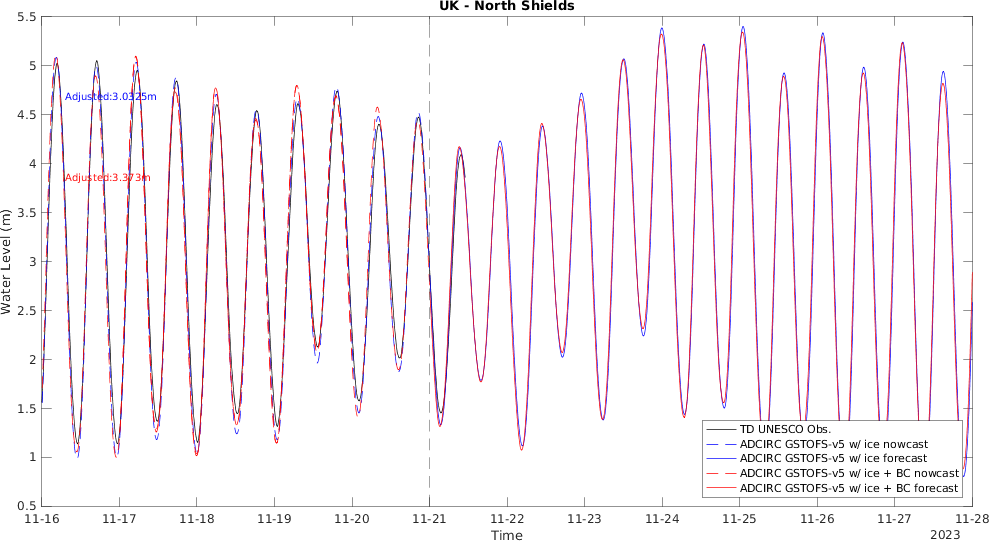 UK - North Shields
5.5
5
4.5
4
3.5
3
2.5
2
1.5
1
0.5
Water Level (m)
Adjusted:3.0325m
Adjusted:3.373m
TD UNESCO Obs.
ADCIRC GSTOFS-v5 w/ ice nowcast
ADCIRC GSTOFS-v5 w/ ice forecast
ADCIRC GSTOFS-v5 w/ ice + BC nowcast
ADCIRC GSTOFS-v5 w/ ice + BC forecast
11-16 11-17 11-18 11-19 11-20 11-21 11-22 11-23 11-24 11-25 11-26 11-27 11-28
Time
2023